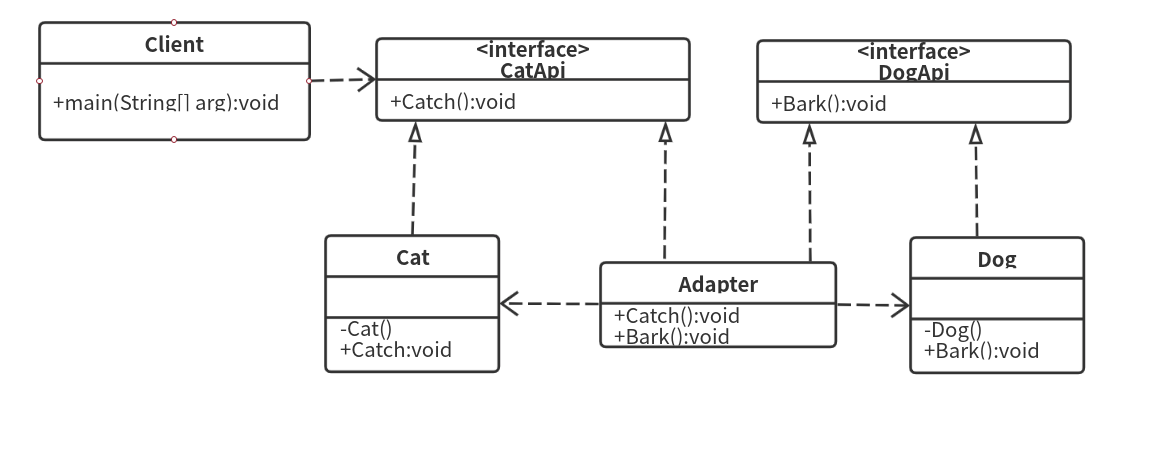 Client
+main(String[] arg):void
<interface>
CatApi
+Catch():void
<interface>
DogApi
+Bark():void
Cat
-Cat()
+Catch:void
Adapter
+Catch():void
+Bark():void
Dog
-Dog()
+Bark():void